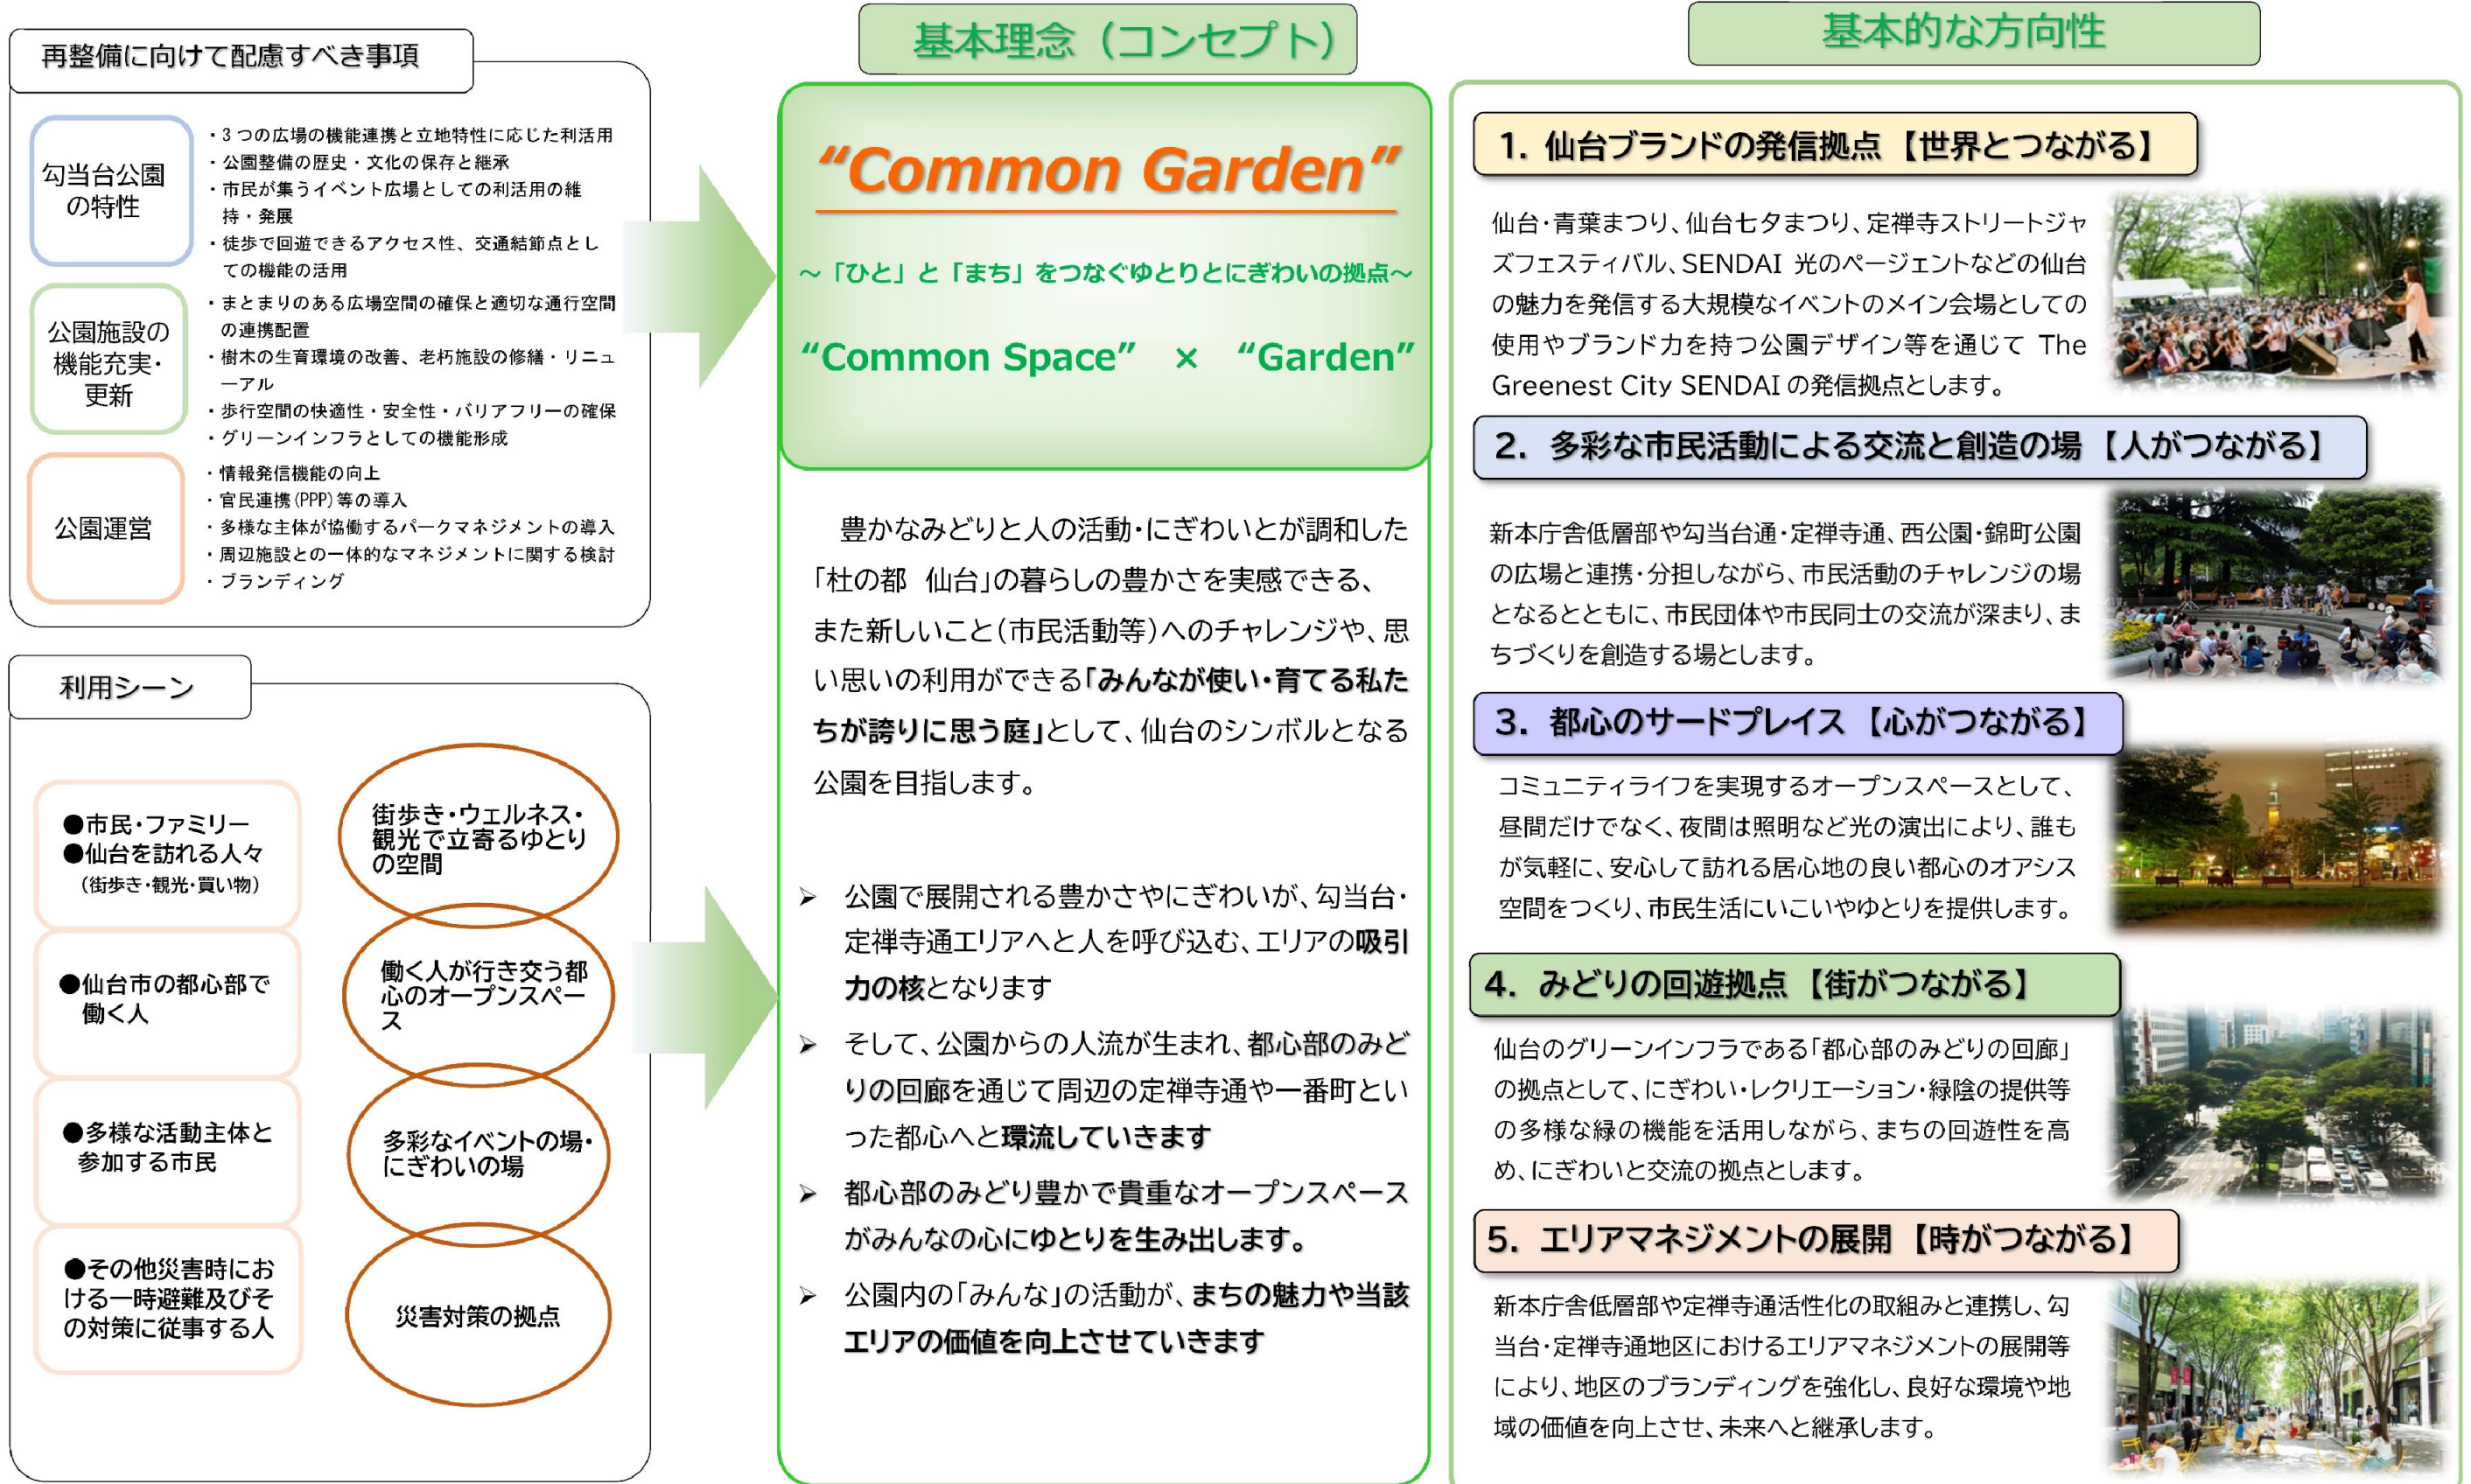 再整備に向けて配慮すべき事項
勾当台公園
の特性
・3つの広場の機能連携と立地特性に応じた利活用
・公園整備の歴史・文化の保存と継承
・市民が集うイベント広場としての利活用の維
持・発展
・徒歩で回遊できるアクセス性、交通結節点とし
ての機能の活用
公園施設の
機能充実・
更新
・まとまりのある広場空間の確保と適切な通行空間
の連携配置
・樹木の生育環境の改善、老朽施設の修繕・リニュ
ーアル
・歩行空間の快適性・安全性・バリアフリーの確保
・グリーンインフラとしての機能形成
公園運営
・情報発信機能の向上
・官民連携(PPP)等の導入
・多様な主体が協働するパークマネジメントの導入
・周辺施設との一体的なマネジメントに関する検討
・ブランディング
利用シーン
●市民・ファミリー
●仙台を訪れる人々
（街歩き・観光・買い物）
街歩き・ウェルネス・
観光で立寄るゆとり
の空間
●仙台市の都心部で
働く人
働く人が行き交う都
心のオープンスペー
ス
●多様な活動主体と
参加する市民
多彩なイベントの場・
にぎわいの場
●その他災害時にお
ける一時避難及びそ
の対策に従事する人
災害対策の拠点
基本理念（コンセプト）
“Common Garden”
～「ひと」と「まち」をつなぐゆとりとにぎわいの拠点～
“Common Space” × “Garden”
豊かなみどりと人の活動・にぎわいとが調和した
「杜の都 仙台」の暮らしの豊かさを実感できる、
また新しいこと（市民活動等）へのチャレンジや、思
い思いの利用ができる「みんなが使い・育てる私た
ちが誇りに思う庭」として、仙台のシンボルとなる
公園を目指します。
➢ 公園で展開される豊かさやにぎわいが、勾当台・
定禅寺通エリアへと人を呼び込む、エリアの吸引
力の核となります
➢ そして、公園からの人流が生まれ、都心部のみど
りの回廊を通じて周辺の定禅寺通や一番町とい
った都心へと環流していきます
➢ 都心部のみどり豊かで貴重なオープンスペース
がみんなの心にゆとりを生み出します。
➢ 公園内の「みんな」の活動が、まちの魅力や当該
エリアの価値を向上させていきます
基本的な方向性
1. 仙台ブランドの発信拠点【世界とつながる】
仙台・青葉まつり、仙台七夕まつり、定禅寺ストリートジャ
ズフェスティバル、SENDAI 光のページェントなどの仙台
の魅力を発信する大規模なイベントのメイン会場としての
使用やブランド力を持つ公園デザイン等を通じて The
Greenest City SENDAI の発信拠点とします。
2. 多彩な市民活動による交流と創造の場【人がつながる】
新本庁舎低層部や勾当台通・定禅寺通、西公園・錦町公園
の広場と連携・分担しながら、市民活動のチャレンジの場
となるとともに、市民団体や市民同士の交流が深まり、ま
ちづくりを創造する場とします。
3. 都心のサードプレイス【心がつながる】
コミュニティライフを実現するオープンスペースとして、
昼間だけでなく、夜間は照明など光の演出により、誰も
が気軽に、安心して訪れる居心地の良い都心のオアシス
空間をつくり、市民生活にいこいやゆとりを提供します。
4. みどりの回遊拠点【街がつながる】
仙台のグリーンインフラである「都心部のみどりの回廊」
の拠点として、にぎわい・レクリエーション・緑陰の提供等
の多様な緑の機能を活用しながら、まちの回遊性を高
め、にぎわいと交流の拠点とします。
5. エリアマネジメントの展開【時がつながる】
新本庁舎低層部や定禅寺通活性化の取組みと連携し、勾
当台・定禅寺通地区におけるエリアマネジメントの展開等
により、地区のブランディングを強化し、良好な環境や地
域の価値を向上させ、未来へと継承します。